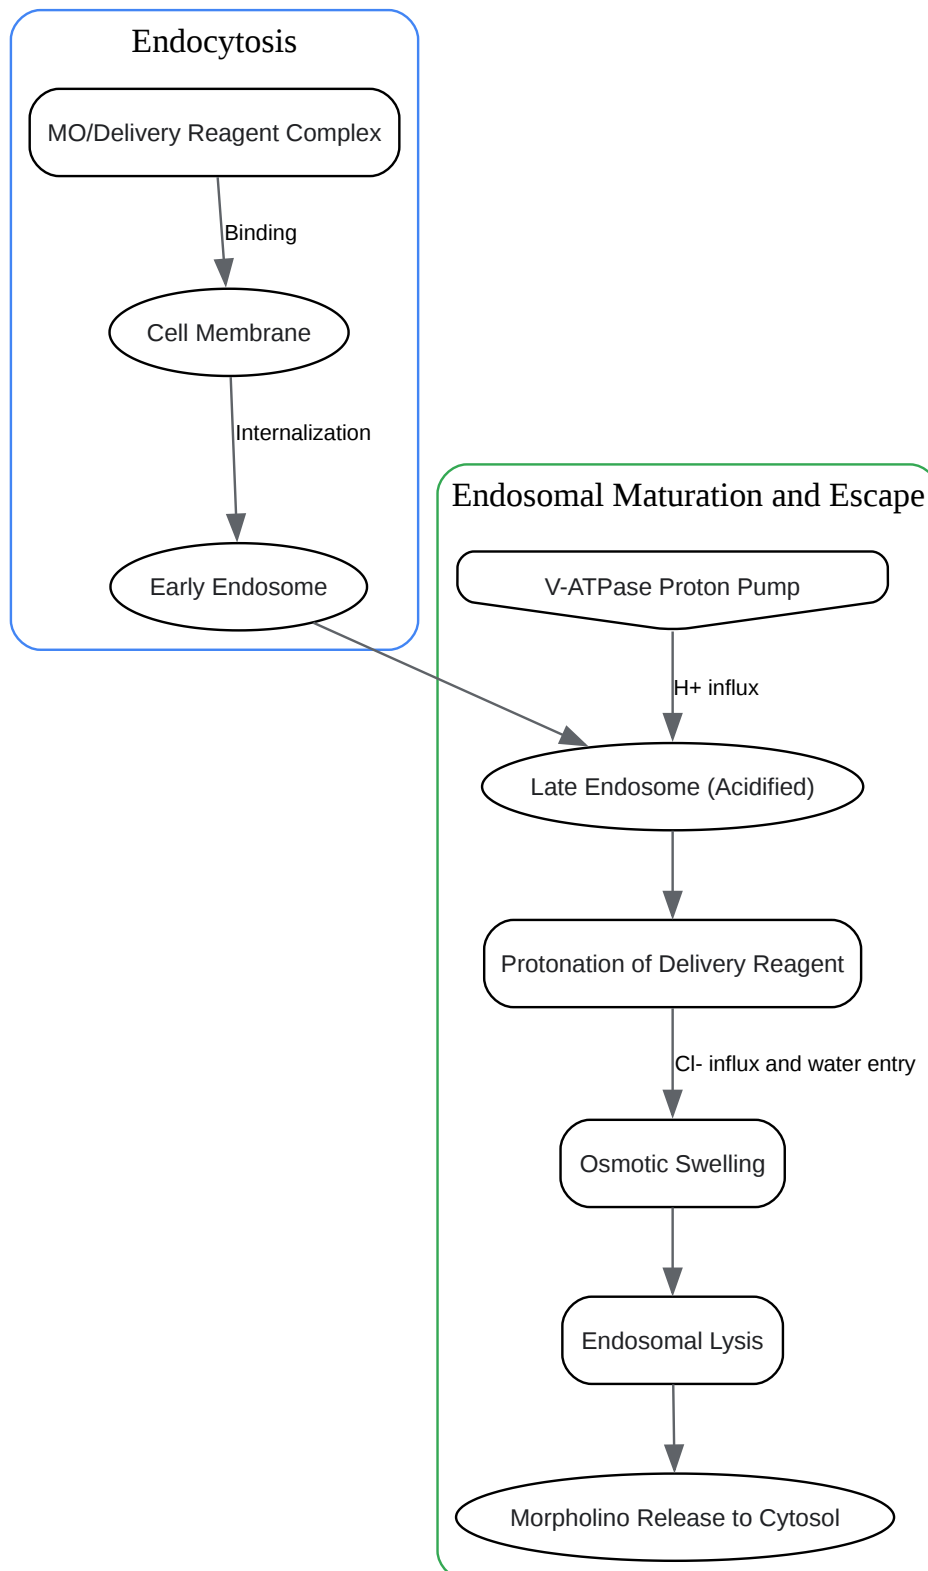 Endocytosis
MO/Delivery Reagent Complex
Binding
Cell Membrane
Internalization
Early Endosome
Endosomal Maturation and Escape
V-ATPase Proton Pump
H+ influx
Late Endosome (Acidified)
Protonation of Delivery Reagent
Cl- influx and water entry
Osmotic Swelling
Endosomal Lysis
Morpholino Release to Cytosol